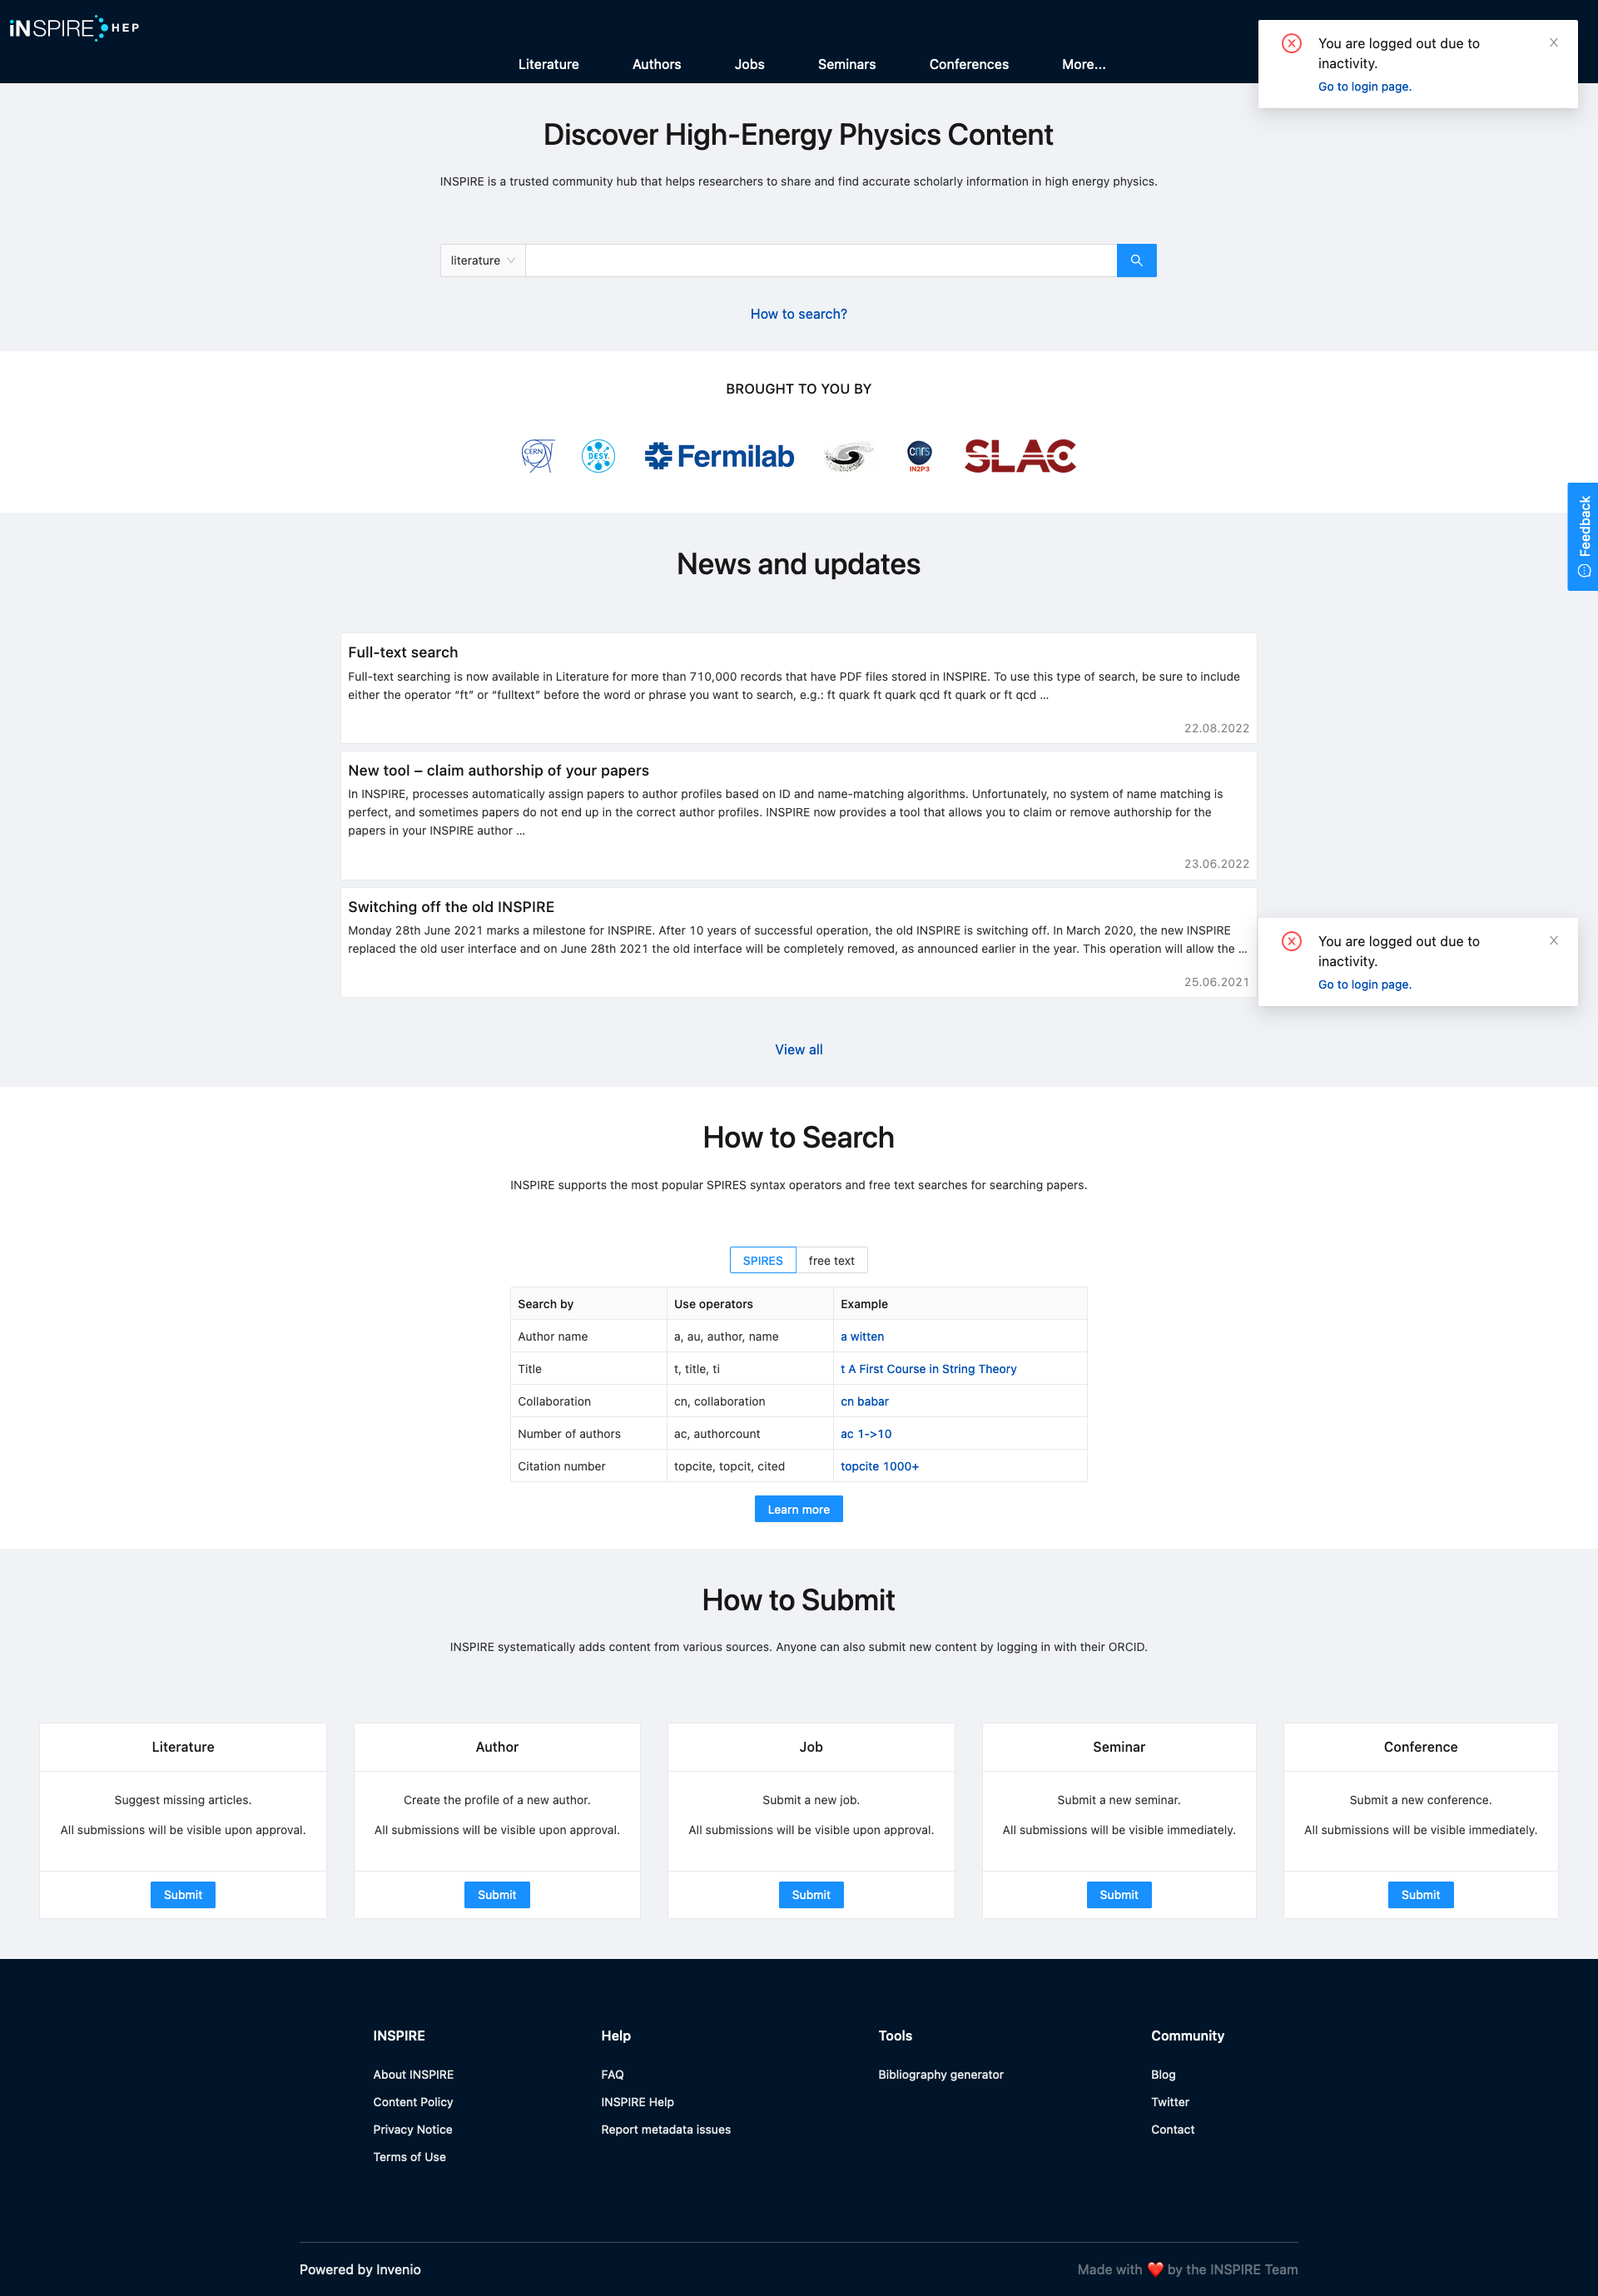 iNSPIRE HEP
Literature Authors Jobs Seminars Conferences More...
You are logged out due to
inactivity.
Go to login page.
Discover High-Energy Physics Content
INSPIRE is a trusted community hub that helps researchers to share and find accurate scholarly information in high energy physics.
literature
How to search?
BROUGHT TO YOU BY
CERN DESY. Fermilab cnrs IN2P3 SLAC
Feedback
News and updates
Full-text search
Full-text searching is now available in Literature for more than 710,000 records that have PDF files stored in INSPIRE. To use this type of search, be sure to include
either the operator “ft” or “fulltext” before the word or phrase you want to search, e.g.: ft quark ft quark qcd ft quark or ft qcd ...
22.08.2022
New tool – claim authorship of your papers
In INSPIRE, processes automatically assign papers to author profiles based on ID and name-matching algorithms. Unfortunately, no system of name matching is
perfect, and sometimes papers do not end up in the correct author profiles. INSPIRE now provides a tool that allows you to claim or remove authorship for the
papers in your INSPIRE author ...
23.06.2022
Switching off the old INSPIRE
Monday 28th June 2021 marks a milestone for INSPIRE. After 10 years of successful operation, the old INSPIRE is switching off. In March 2020, the new INSPIRE
replaced the old user interface and on June 28th 2021 the old interface will be completely removed, as announced earlier in the year. This operation will allow the ...
25.06.2021
You are logged out due to
inactivity.
Go to login page.
View all
How to Search
INSPIRE supports the most popular SPIRES syntax operators and free text searches for searching papers.
SPIRES free text
Search by Use operators Example
Author name a, au, author, name a witten
Title t, title, ti t A First Course in String Theory
Collaboration cn, collaboration cn babar
Number of authors ac, authorcount ac 1->10
Citation number topcite, topcit, cited topcite 1000+
Learn more
How to Submit
INSPIRE systematically adds content from various sources. Anyone can also submit new content by logging in with their ORCID.
Literature Author Job Seminar Conference
Suggest missing articles. Create the profile of a new author. Submit a new job. Submit a new seminar. Submit a new conference.
All submissions will be visible upon approval. All submissions will be visible upon approval. All submissions will be visible upon approval. All submissions will be visible immediately. All submissions will be visible immediately.
Submit Submit Submit Submit Submit
INSPIRE Help Tools Community
About INSPIRE FAQ Bibliography generator Blog
Content Policy INSPIRE Help Twitter
Privacy Notice Report metadata issues Contact
Terms of Use
Powered by Invenio Made with ❤️ by the INSPIRE Team